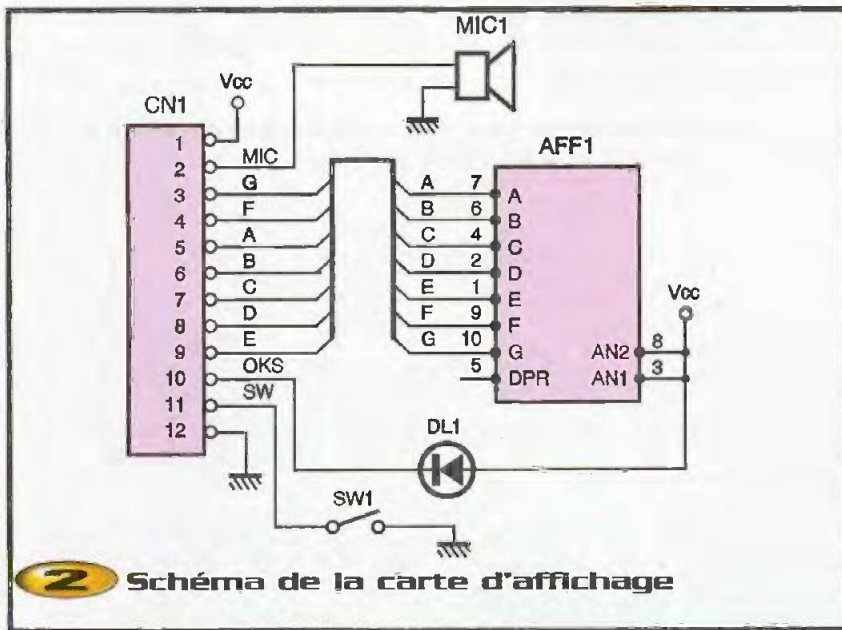 MIC1
Vcc
CN1
1
2 MIC
3 G
4 F
5 A
6 B
7 C
8 D
9 E
10 OKS
11 SW
12
AFF1
A 7 A
B 6 B
C 4 C
D 2 D
E 1 E
F 9 F
G 10 G
5 DPR
Vcc
AN2 8
AN1 3
DL1
SW1
2 Schéma de la carte d'affichage